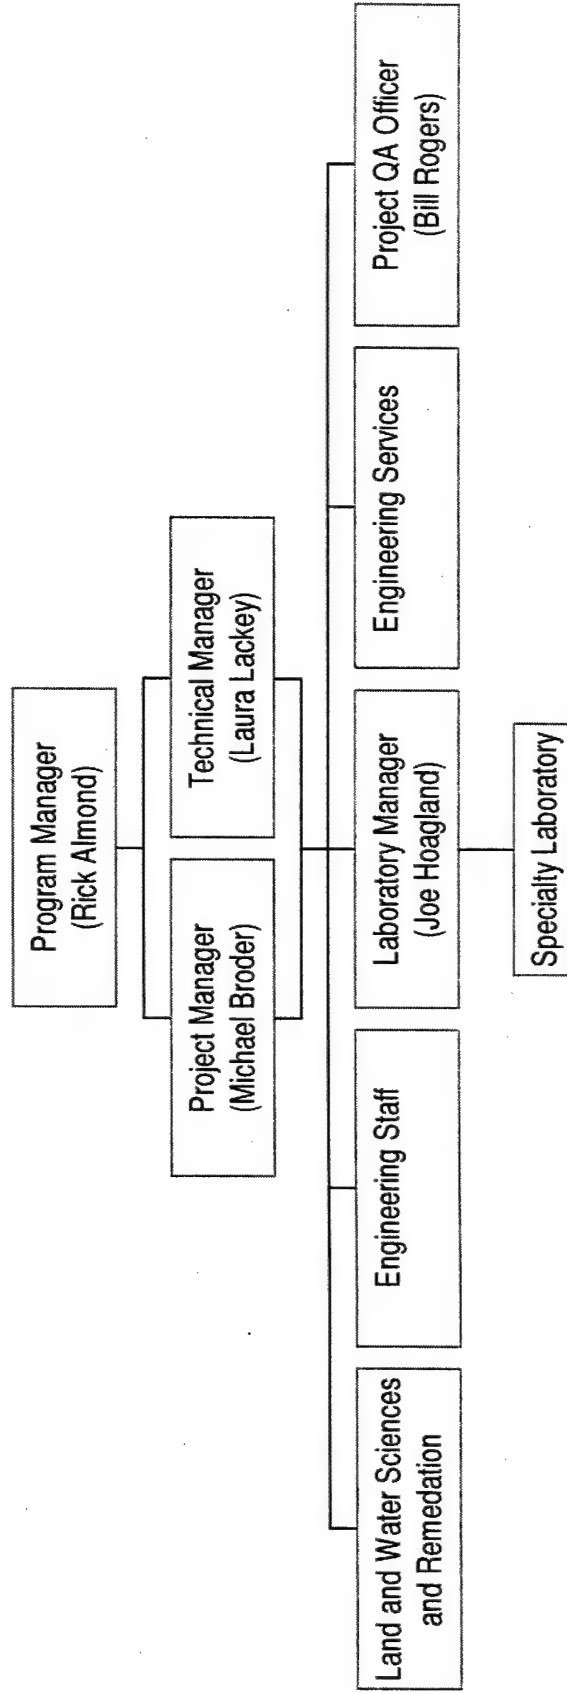 Program Manager
(Rick Almond)
Project Manager
(Michael Broder)
Technical Manager
(Laura Lackey)
Land and Water Sciences
and Remedation
Engineering Staff
Laboratory Manager
(Joe Hoagland)
Engineering Services
Project QA Officer
(Bill Rogers)
Specialty Laboratory